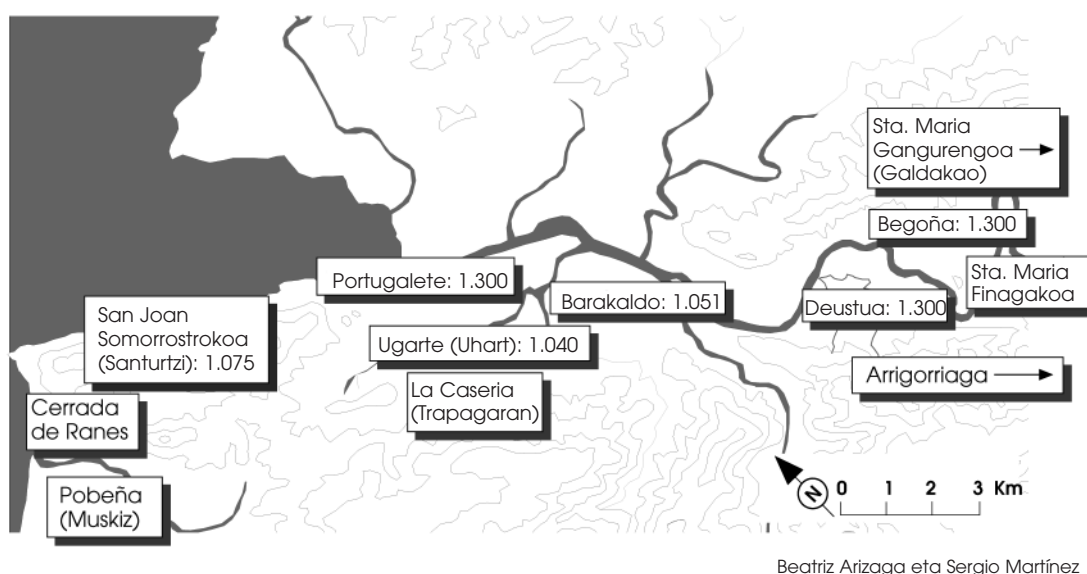 Sta. Maria
Gangurengoa
(Galdakao)
Begoña: 1.300
Portugalete: 1.300
Sta. Maria
Finagakoa
Barakaldo: 1.051
Deustua: 1.300
San Joan
Somorrostrokoa
(Santurtzi): 1.075
Ugarte (Uhart): 1.040
Arrigorriaga
La Caseria
(Trapagaran)
Cerrada
de Ranes
Pobeña
(Muskiz)
N
0 1 2 3 Km
Beatriz Arizaga eta Sergio Martínez